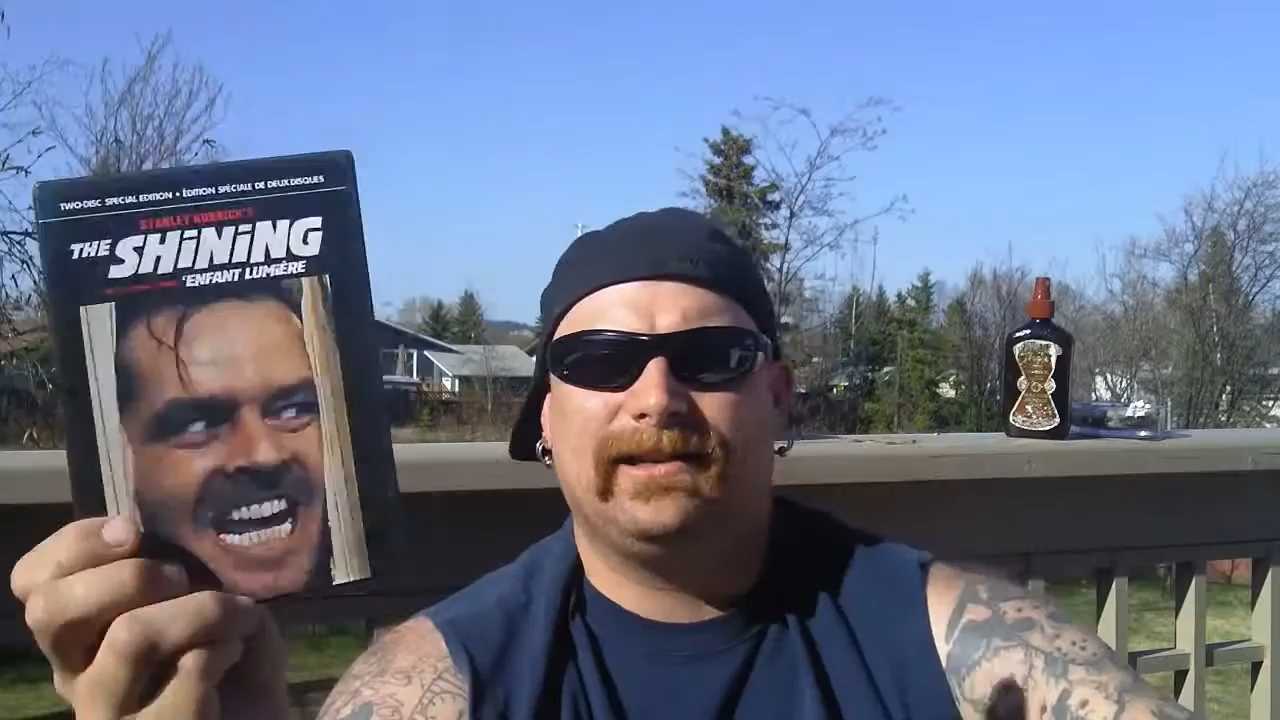 TWO-DISC SPECIAL EDITION • ÉDITION SPÉCIALE DE DEUX DISQUES
STANLEY KUBRICK'S
THE SHiNiNG
ENFANT LUMIÈRE